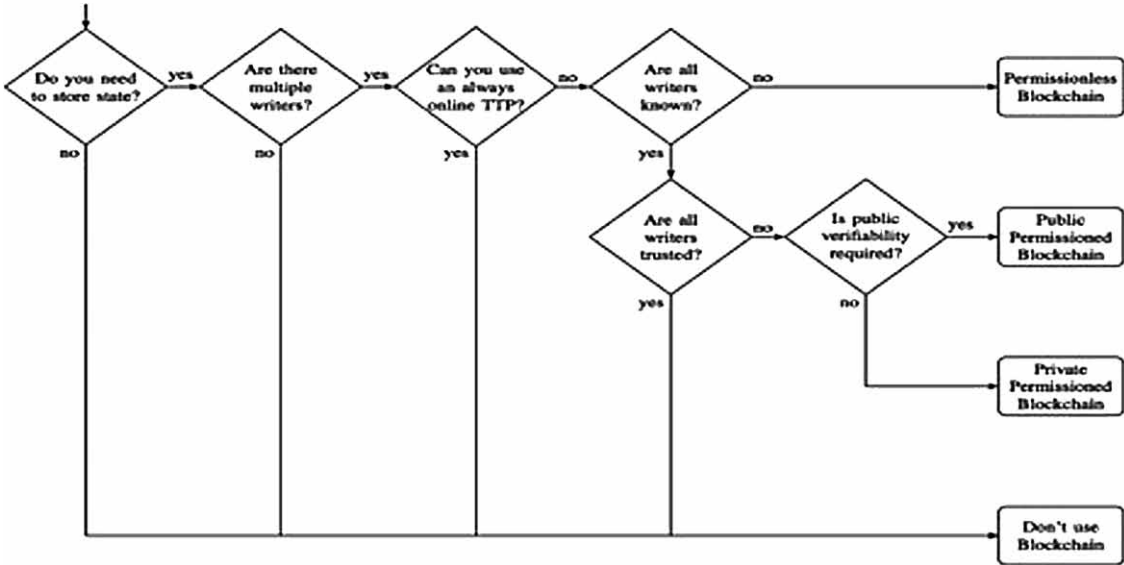 Do you need
to store state?
yes
no
Are there
multiple
writers?
yes
no
Can you use
an always
online TTP?
no
yes
Are all
writers
known?
no
yes
Permissionless
Blockchain
Are all
writers
trusted?
no
yes
Is public
verifiability
required?
yes
no
Public
Permissioned
Blockchain
Private
Permissioned
Blockchain
Don't use
Blockchain